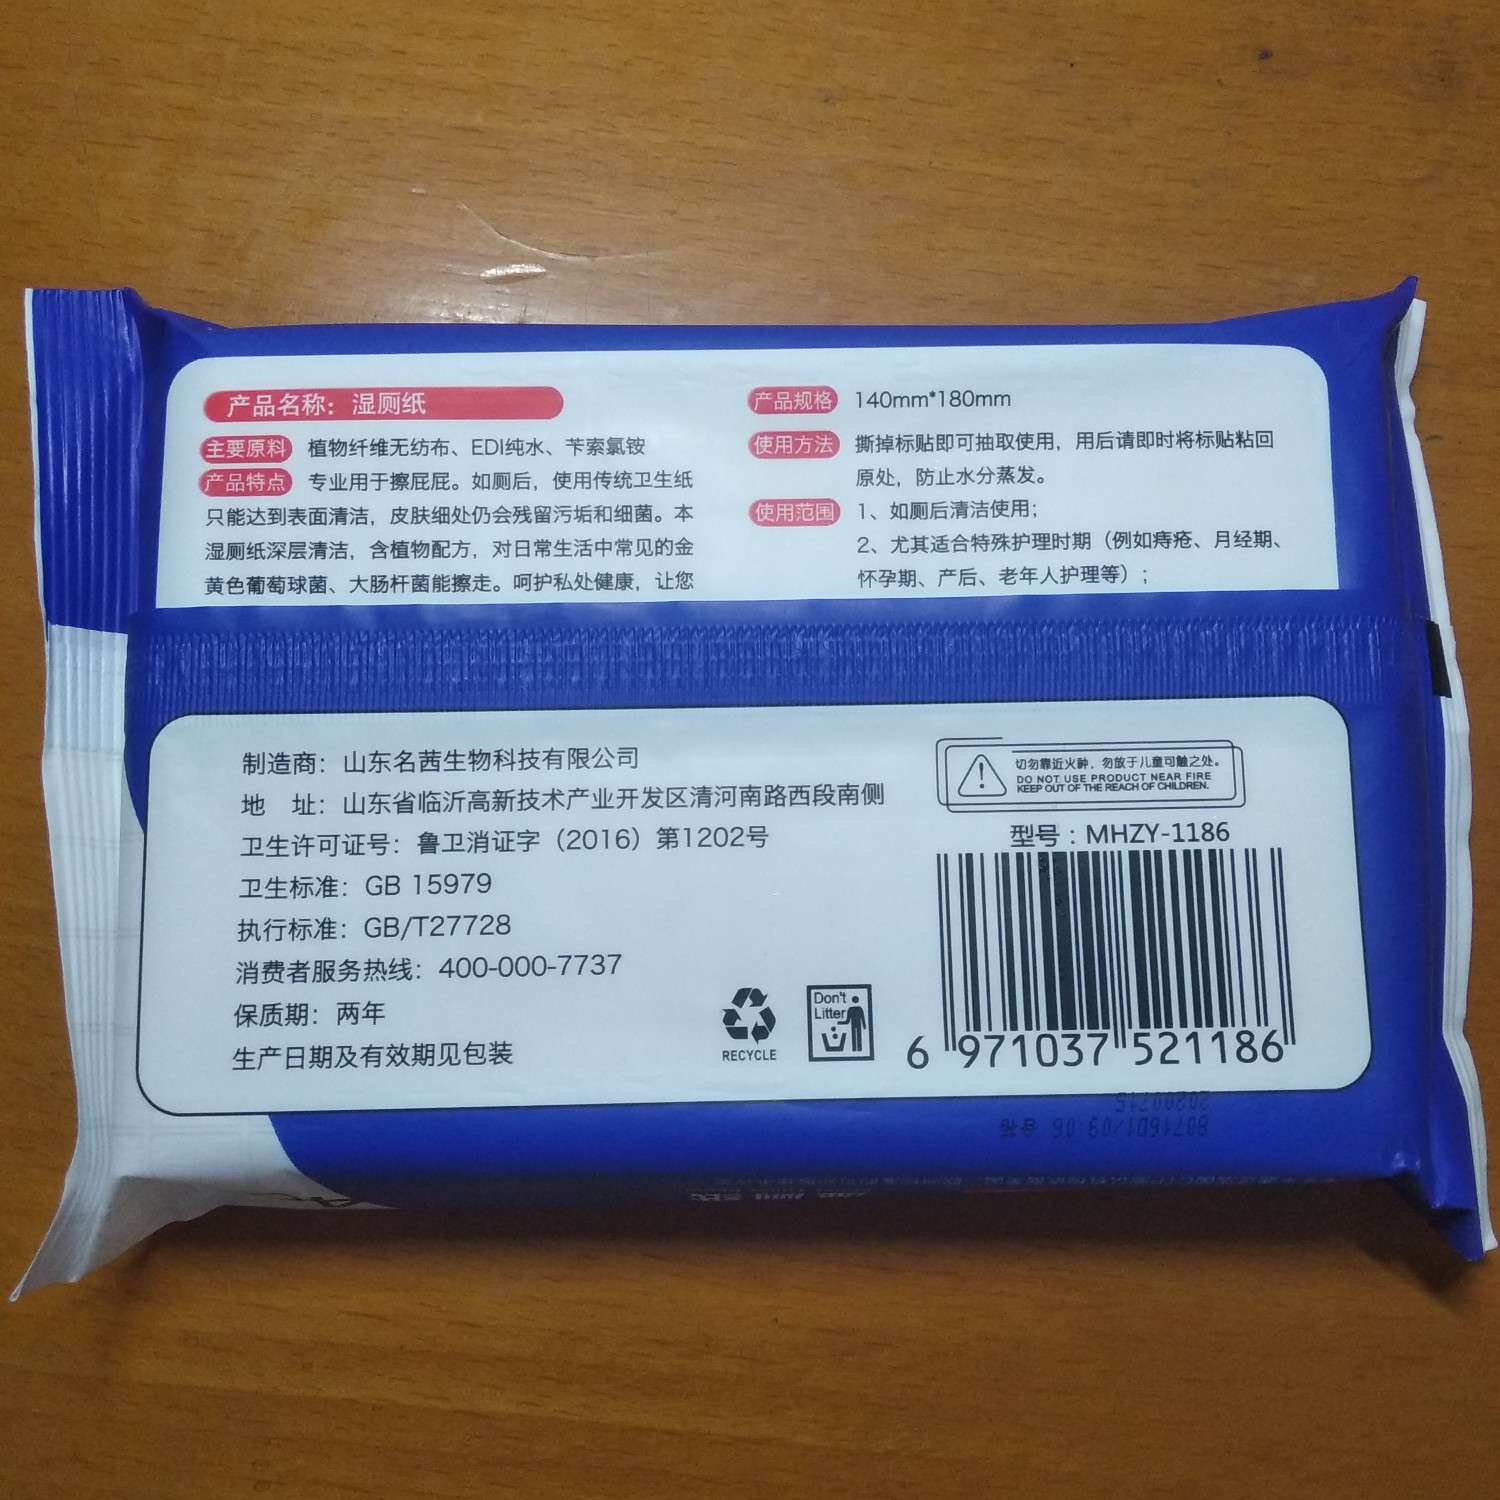 产品名称：湿厕纸
主要原料 植物纤维无纺布、EDI纯水、苄索氯铵
产品特点 专业用于擦屁屁。如厕后，使用传统卫生纸
只能达到表面清洁，皮肤细处仍会残留污垢和细菌。本
湿厕纸深层清洁，含植物配方，对日常生活中常见的金
黄色葡萄球菌、大肠杆菌能擦走。呵护私处健康，让您
产品规格 140mm*180mm
使用方法 撕掉标贴即可抽取使用，用后请即时将标贴粘回
原处，防止水分蒸发。
使用范围 1、如厕后清洁使用；
2、尤其适合特殊护理时期（例如痔疮、月经期、
怀孕期、产后、老年人护理等）；
制造商：山东名茜生物科技有限公司
地 址：山东省临沂高新技术产业开发区清河南路西段南侧
卫生许可证号：鲁卫消证字（2016）第1202号
卫生标准：GB 15979
执行标准：GB/T27728
消费者服务热线：400-000-7737
保质期：两年
生产日期及有效期见包装
切勿靠近火种，勿放于儿童可触之处。
DO NOT USE PRODUCT NEAR FIRE
KEEP OUT OF THE REACH OF CHILDREN.
型号：MHZY-1186
RECYCLE
Don't
Litter
6 971037 521186
20200715
B071601/09:06 合格
湿厕纸